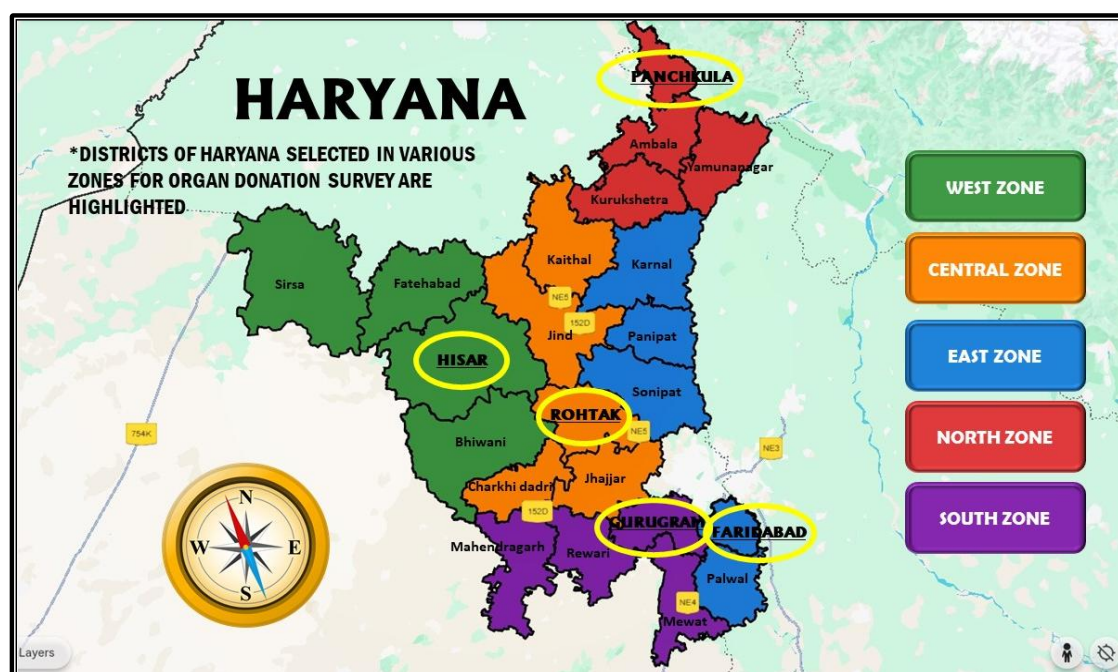 HARYANA
*DISTRICTS OF HARYANA SELECTED IN VARIOUS
ZONES FOR ORGAN DONATION SURVEY ARE
HIGHLIGHTED
PANCHKULA
Ambala
Yamunanagar
Kurukshetra
Kaithal
Karnal
Sirsa
Fatehabad
NE5
152D
Jind
Panipat
HISAR
Sonipat
ROHTAK
NE5
Bhiwani
754K
NE3
Charkhi dadri
Jhajjar
152D
GURUGRAM
FARIDABAD
Mahendragarh
Rewari
Palwal
NE4
Mewat
WEST ZONE
CENTRAL ZONE
EAST ZONE
NORTH ZONE
SOUTH ZONE
N
W
E
S
Layers